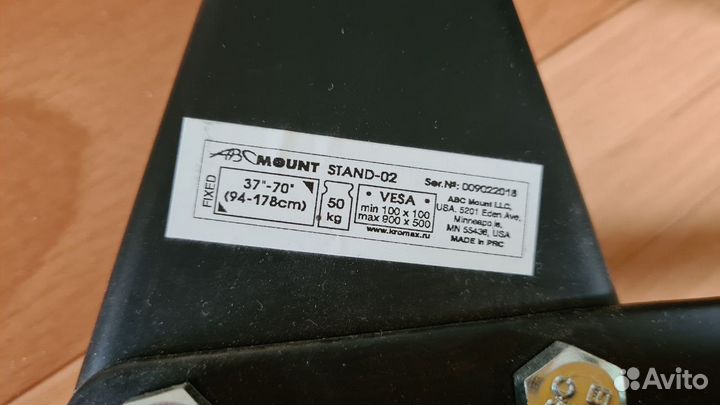 ABC MOUNT STAND-02
Ser.№: D09022018
FIXED
37"-70"
(94-178cm)
50
kg
• VESA •
min 100 x 100
max 800 x 500
www.kromax.ru
ABC Mount LLC,
USA, 5201 Eden Ave,
Minneapolis,
MN 55436, USA
MADE IN PRC
Avito